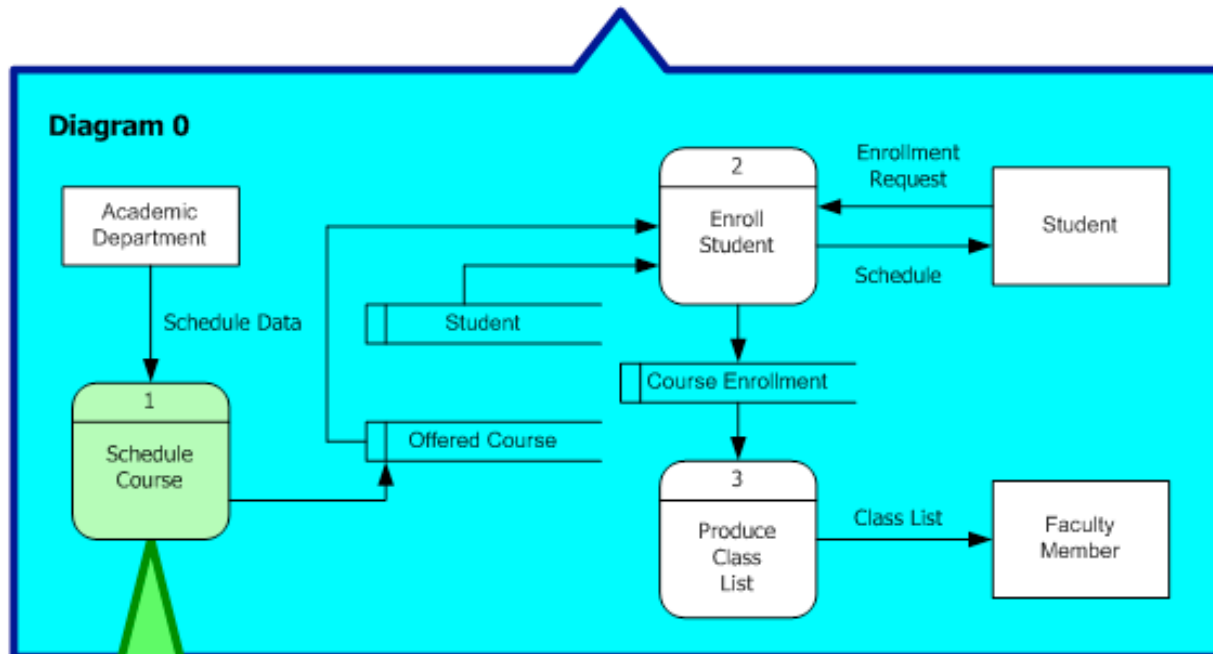 Diagram 0
Academic
Department
Schedule Data
1
Schedule
Course
Student
Offered Course
2
Enroll
Student
Enrollment
Request
Schedule
Student
Course Enrollment
3
Produce
Class
List
Class List
Faculty
Member